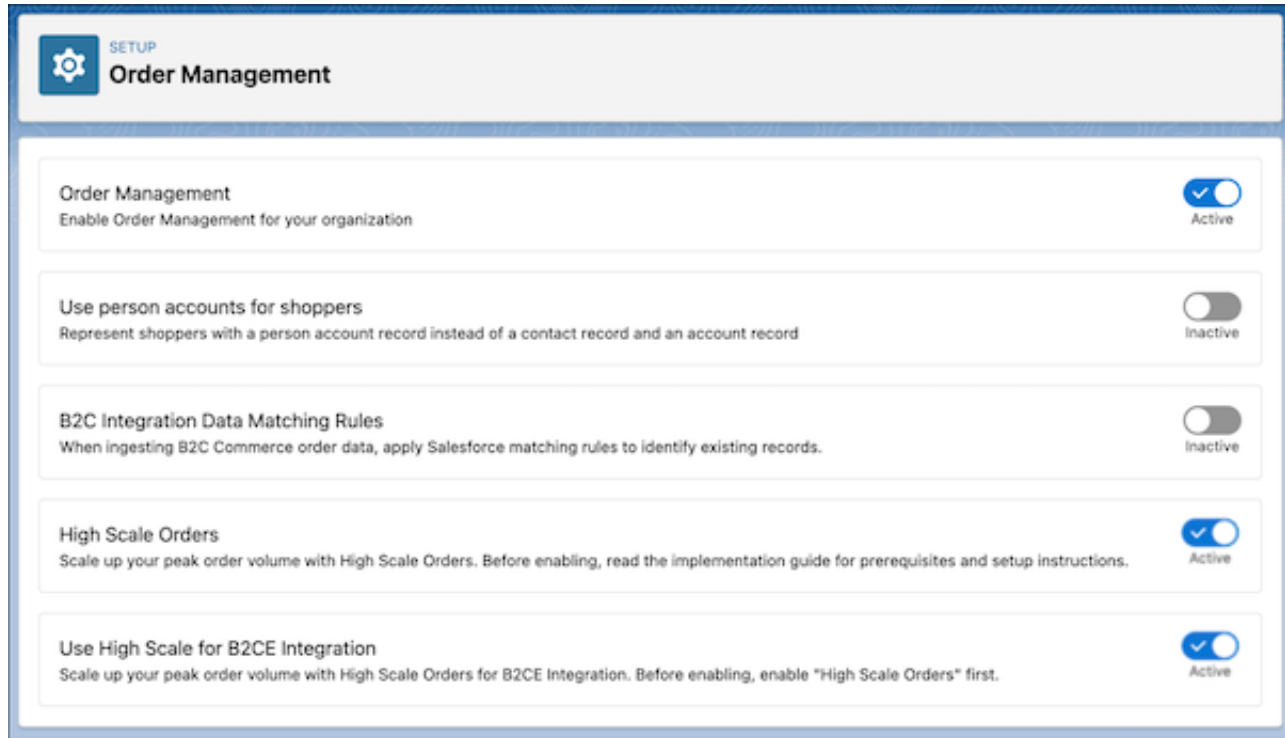 SETUP
Order Management
Order Management
Enable Order Management for your organization
Active
Use person accounts for shoppers
Represent shoppers with a person account record instead of a contact record and an account record
Inactive
B2C Integration Data Matching Rules
When ingesting B2C Commerce order data, apply Salesforce matching rules to identify existing records.
Inactive
High Scale Orders
Scale up your peak order volume with High Scale Orders. Before enabling, read the implementation guide for prerequisites and setup instructions.
Active
Use High Scale for B2CE Integration
Scale up your peak order volume with High Scale Orders for B2CE Integration. Before enabling, enable "High Scale Orders" first.
Active